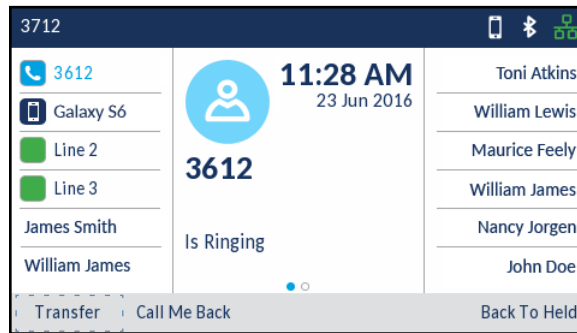 3712
3612
Galaxy S6
Line 2
Line 3
James Smith
William James
11:28 AM
23 Jun 2016
3612
Is Ringing
Toni Atkins
William Lewis
Maurice Feely
William James
Nancy Jorgen
John Doe
Transfer
Call Me Back
Back To Held